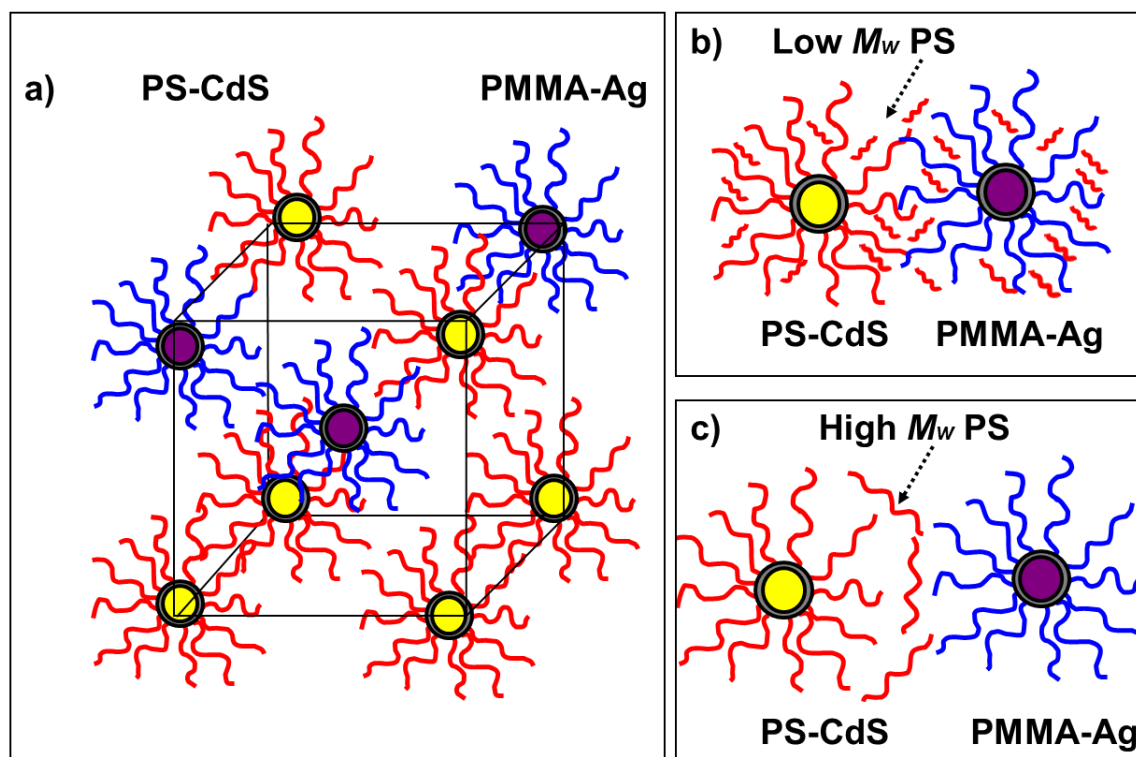 a)
PS-CdS PMMA-Ag
b)
Low Mw PS
PS-CdS PMMA-Ag
c)
High Mw PS
PS-CdS PMMA-Ag